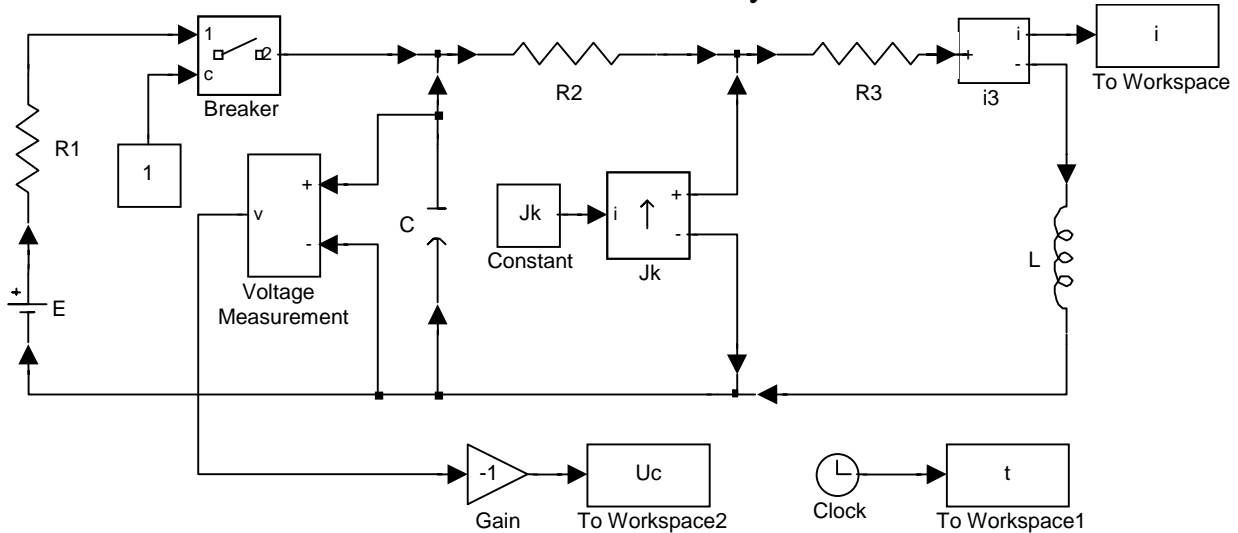 y
1
2
c
Breaker
R1
1
R2
R3
+
i
-
i3
i
To Workspace
+
v
-
Voltage
Measurement
C
Jk
Constant
i
+
-
Jk
L
+
E
-1
Gain
Uc
To Workspace2
Clock
t
To Workspace1